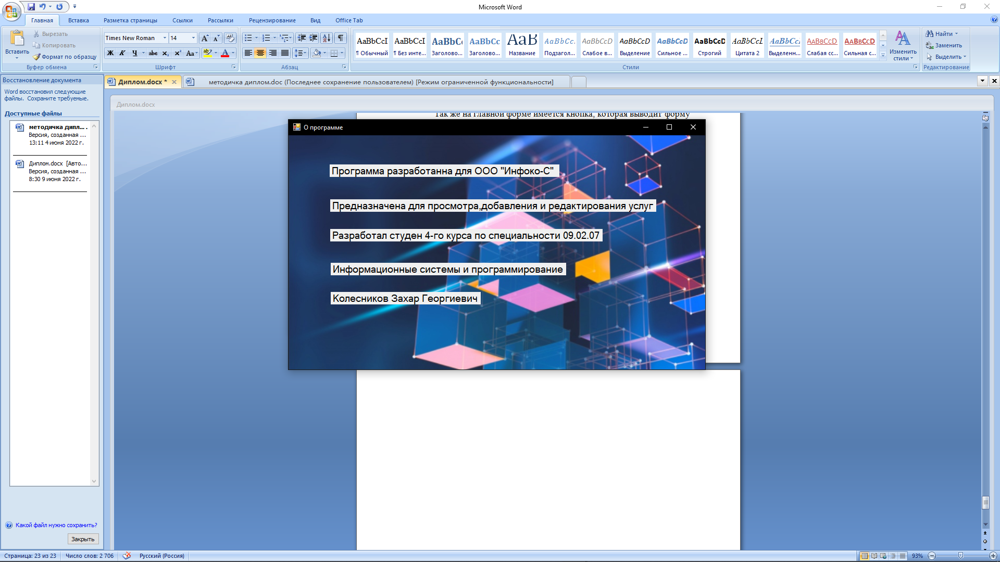 Microsoft Word
Главная Вставка Разметка страницы Ссылки Рассылки Рецензирование Вид Office Tab
Вставить
Вырезать
Копировать
Формат по образцу
Буфер обмена
Times New Roman 14
Ж К Ч abc x₂ x² Aa
Шрифт
Абзац
AaBbCcI AaBbCcI AaBbC AaBbCc AaB AaBbCc. AaBbCcD AaBbCcD AaBbCcD AaBbCcD AaBbCcL AaBbCc. AaBbCcD AaBbCcD
¶ Обычный ¶ Без инте... Заголово... Заголово... Название Подзагол... Слабое в... Выделение Сильное ... Строгий Цитата 2 Выделенн... Слабая сс... Сильная с...
Изменить стили
Стили
Найти
Заменить
Выделить
Редактирование
Восстановление документа
Word восстановил следующие
файлы. Сохраните требуемые.
Доступные файлы
методичка дипл... .
Версия, созданная ...
13:11 4 июня 2022 г.
Диплом.docx [Авто...
Версия, созданная ...
8:30 9 июня 2022 г.
Какой файл нужно сохранить?
Закрыть
Диплом.docx *
методичка диплом.doc (Последнее сохранение пользователем) [Режим ограниченной функциональности]
Диплом.docx
Так же на главной форме имеется кнопка, которая выводит форму
О программе
Программа разработанна для ООО "Инфоко-С"
Предназначена для просмотра,добавления и редактирования услуг
Разработал студен 4-го курса по специальности 09.02.07
Информационные системы и программирование
Колесников Захар Георгиевич
Страница: 23 из 23 Число слов: 2 706 Русский (Россия) 93%